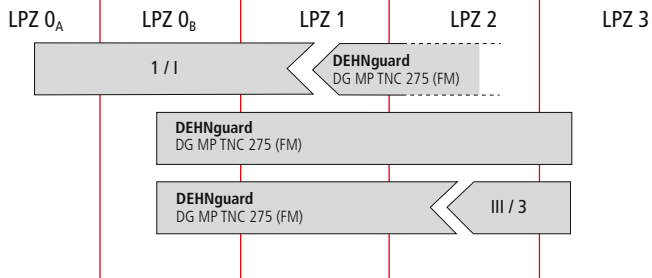 LPZ 0A LPZ 0B LPZ 1 LPZ 2 LPZ 3
1 / I
DEHNguard
DG MP TNC 275 (FM)
DEHNguard
DG MP TNC 275 (FM)
DEHNguard
DG MP TNC 275 (FM)
III / 3